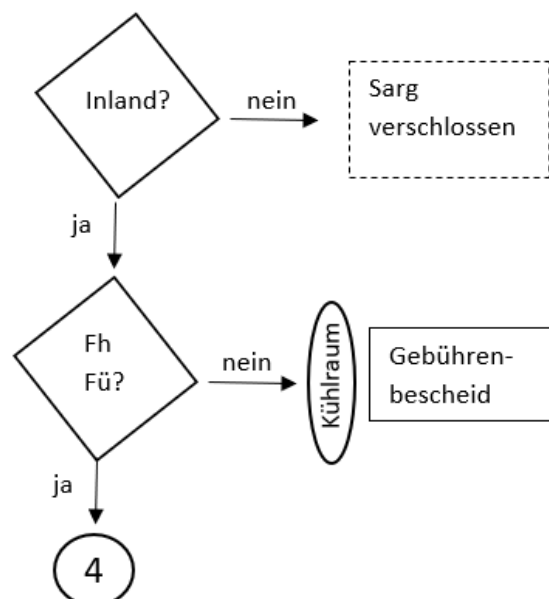 Inland?
nein
Sarg
verschlossen
ja
Fh
Fü?
nein
Kühlraum
Gebühren-
bescheid
ja
4